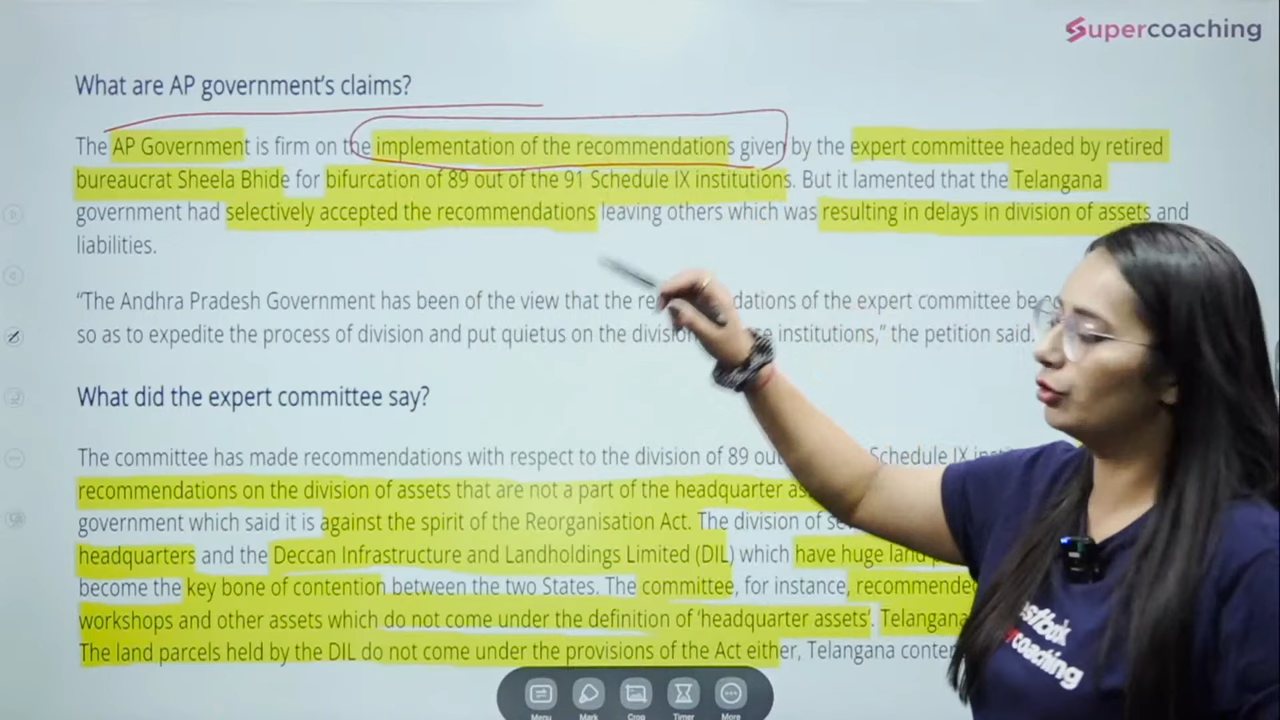 Supercoaching
What are AP government's claims?
The AP Government is firm on the implementation of the recommendations given by the expert committee headed by retired
bureaucrat Sheela Bhide for bifurcation of 89 out of the 91 Schedule IX institutions. But it lamented that the Telangana
government had selectively accepted the recommendations leaving others which was resulting in delays in division of assets and
liabilities.
“The Andhra Pradesh Government has been of the view that the of the expert committee
so as to expedite the process of division and put quietus on the institutions,” the petition said.
What did the expert committee say?
The committee has made recommendations with respect to the division of 89 Schedule IX
recommendations on the division of assets that are not a part of the headquarter
government which said it is against the spirit of the Reorganisation Act. The division of
headquarters and the Deccan Infrastructure and Landholdings Limited (DIL) which have huge
become the key bone of contention between the two States. The committee, for instance,
workshops and other assets which do not come under the definition of 'headquarter assets'. Telangana
The land parcels held by the DIL do not come under the provisions of the Act either, Telangana
coaching
Menu Mark Crop Timer More